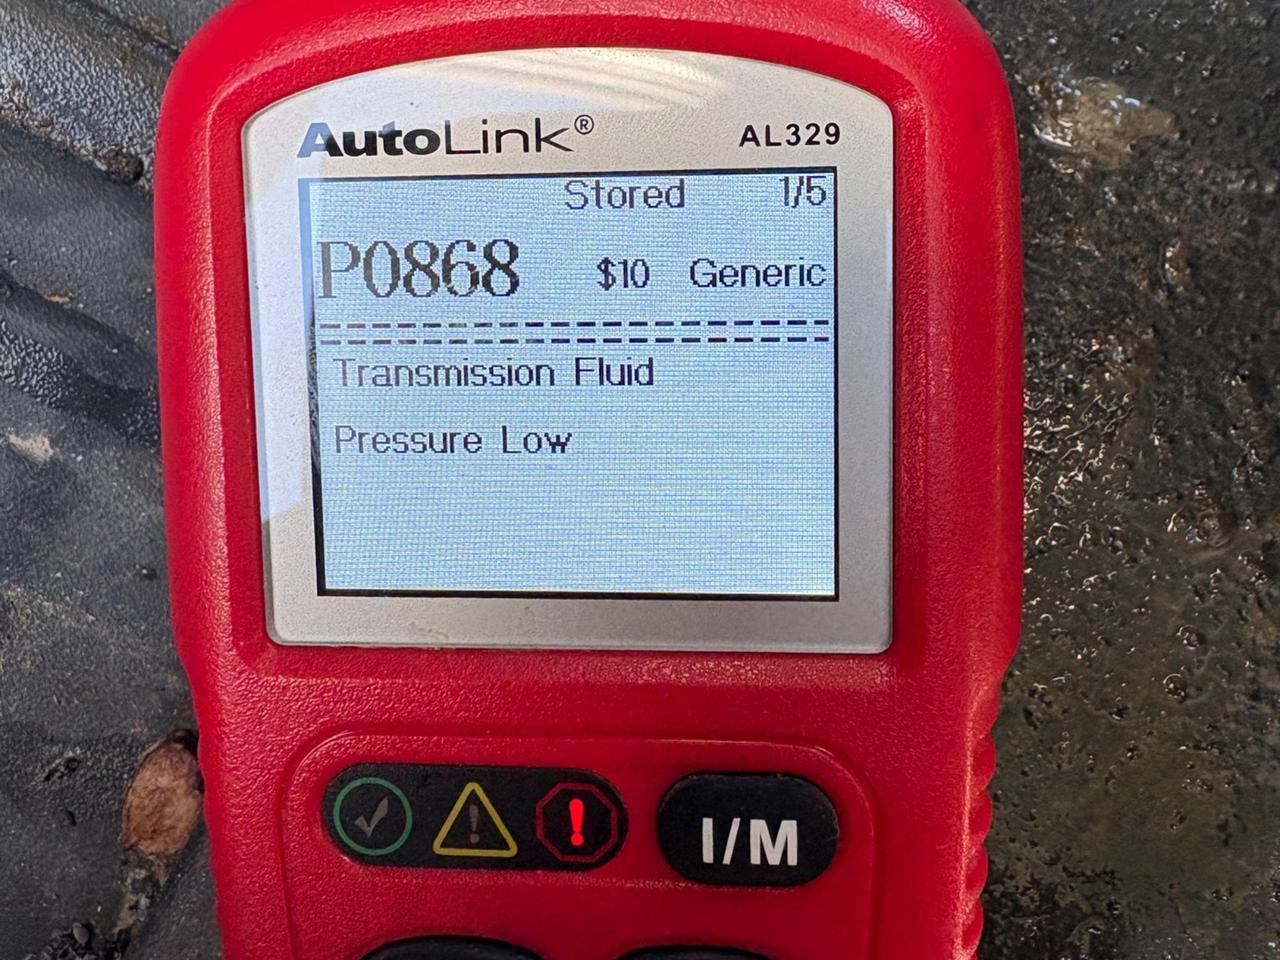 AutoLink® AL329
Stored 1/5
P0868 $10 Generic
Transmission Fluid
Pressure Low
I/M